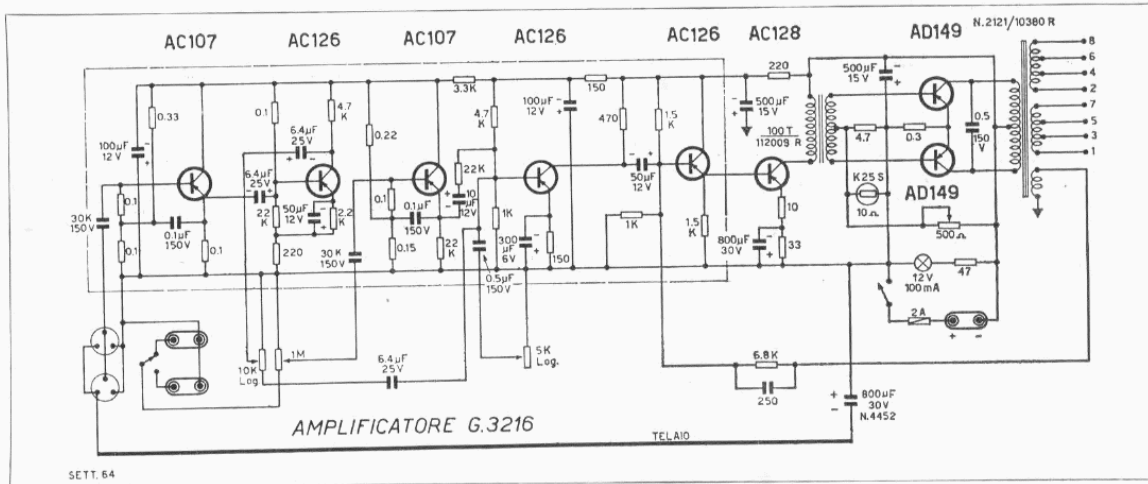 N.2121/10380 R
AC107
AC126
AC107
AC126
AC126
AC128
AD149
8
6
4
2
7
5
3
1
0.33
100µF
12V
0.1
4.7
K
6.4µF
25V
6.4µF
25V
0.22
3.3K
4.7
K
22K
10
µF
12V
100µF
12V
150
470
1.5
K
50µF
12V
220
500µF
15V
100T
112009 R
500µF
15V
4.7
0.3
0.5
150
V
AD149
K25S
10Ω
500Ω
30K
150V
0.1
0.1
0.1µF
150V
0.1
22
K
220
50µF
12V
2.2
K
30K
150V
0.1
0.15
0.1µF
150V
22
K
1K
0.5µF
150V
300
µF
6V
150
1K
1.5
K
10
33
800µF
30V
12V
100mA
47
2A
+ -
10K
Log
1M
6.4µF
25V
5K
Log.
6.8K
250
800µF
30V
N.4452
AMPLIFICATORE G.3216
TELAIO
SETT. 64